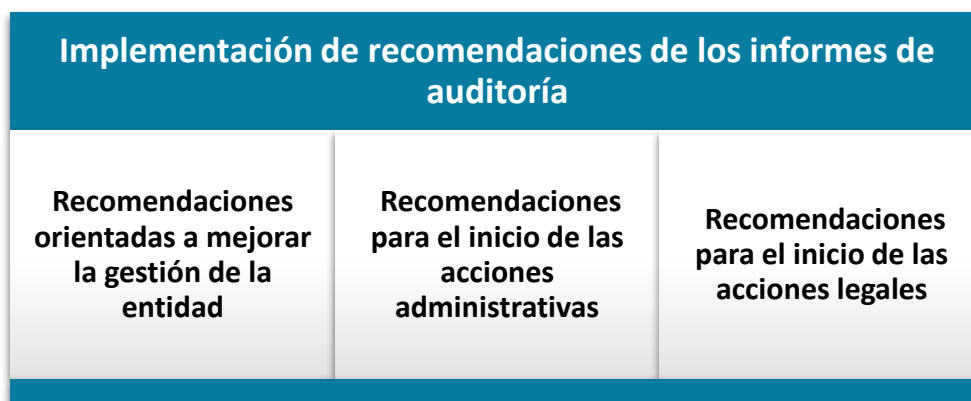 Implementación de recomendaciones de los informes de
auditoría
Recomendaciones
orientadas a mejorar
la gestión de la
entidad
Recomendaciones
para el inicio de las
acciones
administrativas
Recomendaciones
para el inicio de las
acciones legales